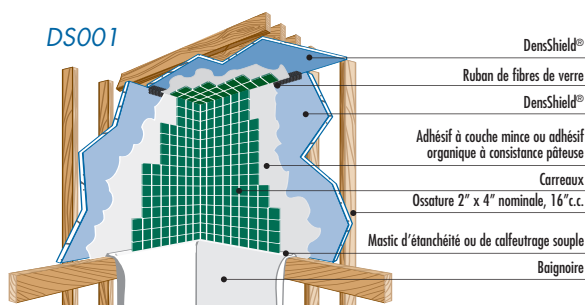 DS001
DensShield®
Ruban de fibres de verre
DensShield®
Adhésif à couche mince ou adhésif
organique à consistance pâteuse
Carreaux
Ossature 2” x 4” nominale, 16”c.c.
Mastic d’étanchéité ou de calfeutrage souple
Baignoire